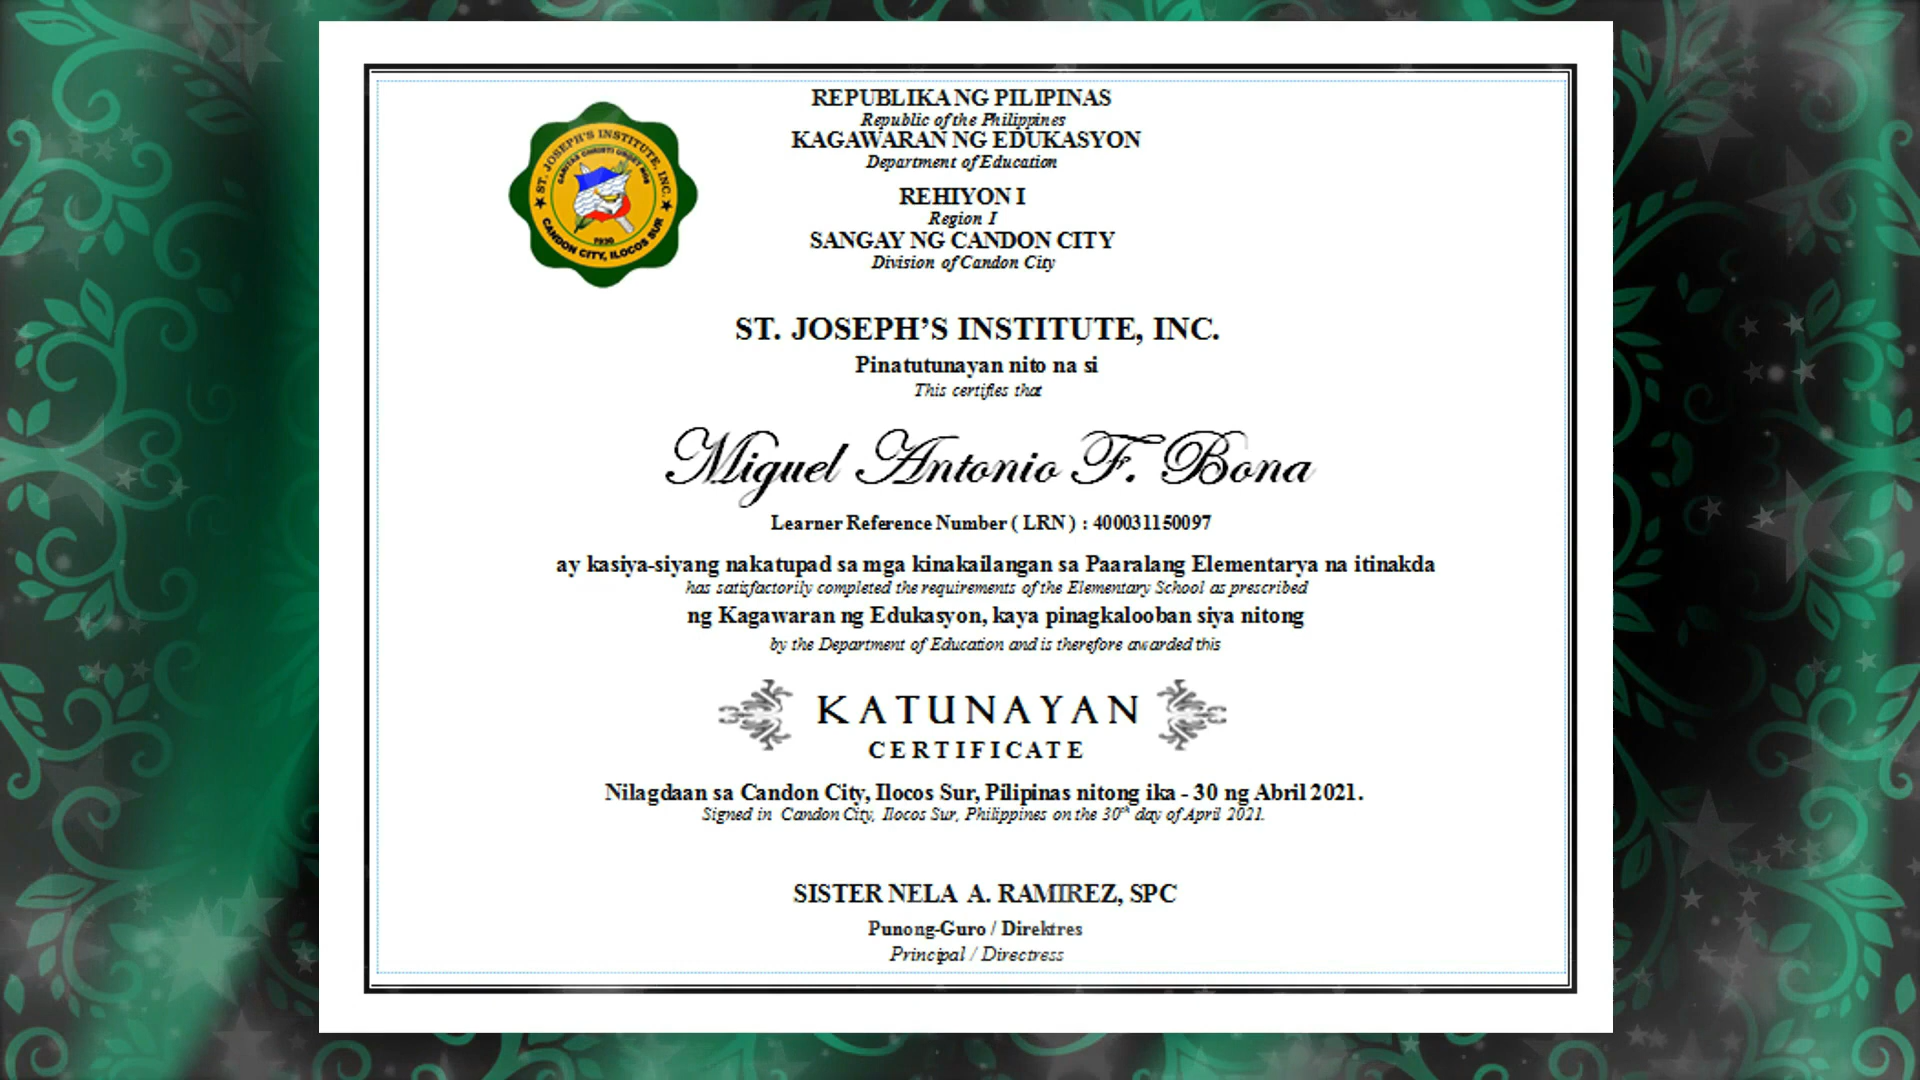 ST. JOSEPH'S INSTITUTE, INC.
CARITAS CHRISTI URGET NOS
1930
CANDON CITY, ILOCOS SUR
REPUBLIKA NG PILIPINAS
Republic of the Philippines
KAGAWARAN NG EDUKASYON
Department of Education
REHIYON I
Region I
SANGAY NG CANDON CITY
Division of Candon City
ST. JOSEPH’S INSTITUTE, INC.
Pinatutunayan nito na si
This certifies that
Miguel Antonio F. Bona
Learner Reference Number ( LRN ) : 400031150097
ay kasiya-siyang nakatupad sa mga kinakailangan sa Paaralang Elementarya na itinakda
has satisfactorily completed the requirements of the Elementary School as prescribed
ng Kagawaran ng Edukasyon, kaya pinagkalooban siya nitong
by the Department of Education and is therefore awarded this
KATUNAYAN
CERTIFICATE
Nilagdaan sa Candon City, Ilocos Sur, Pilipinas nitong ika - 30 ng Abril 2021.
Signed in Candon City, Ilocos Sur, Philippines on the 30th day of April 2021.
SISTER NELA A. RAMIREZ, SPC
Punong-Guro / Direktres
Principal / Directress